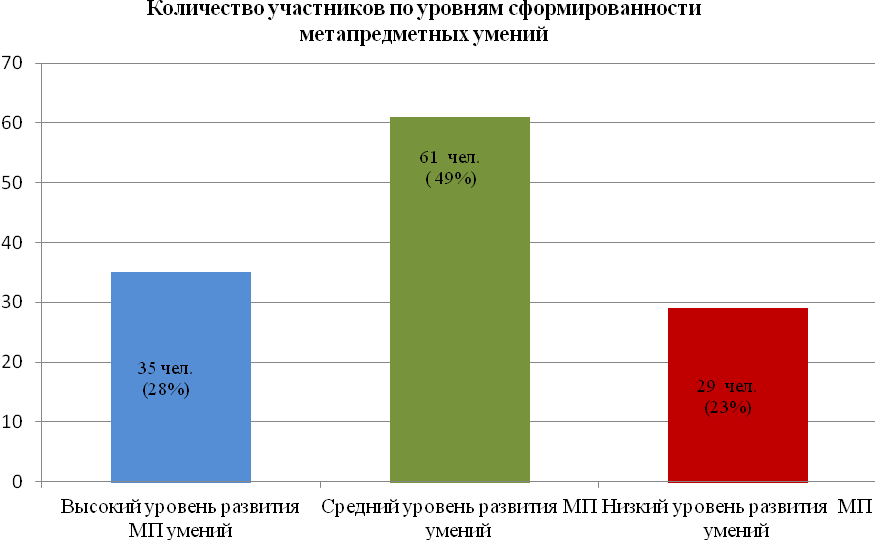 Количество участников по уровням сформированности
метапредметных умений
70
60
50
40
30
20
10
0
35 чел.
(28%)
61 чел.
( 49%)
29 чел.
(23%)
Высокий уровень развития
МП умений
Средний уровень развития МП
умений
Низкий уровень развития МП
умений